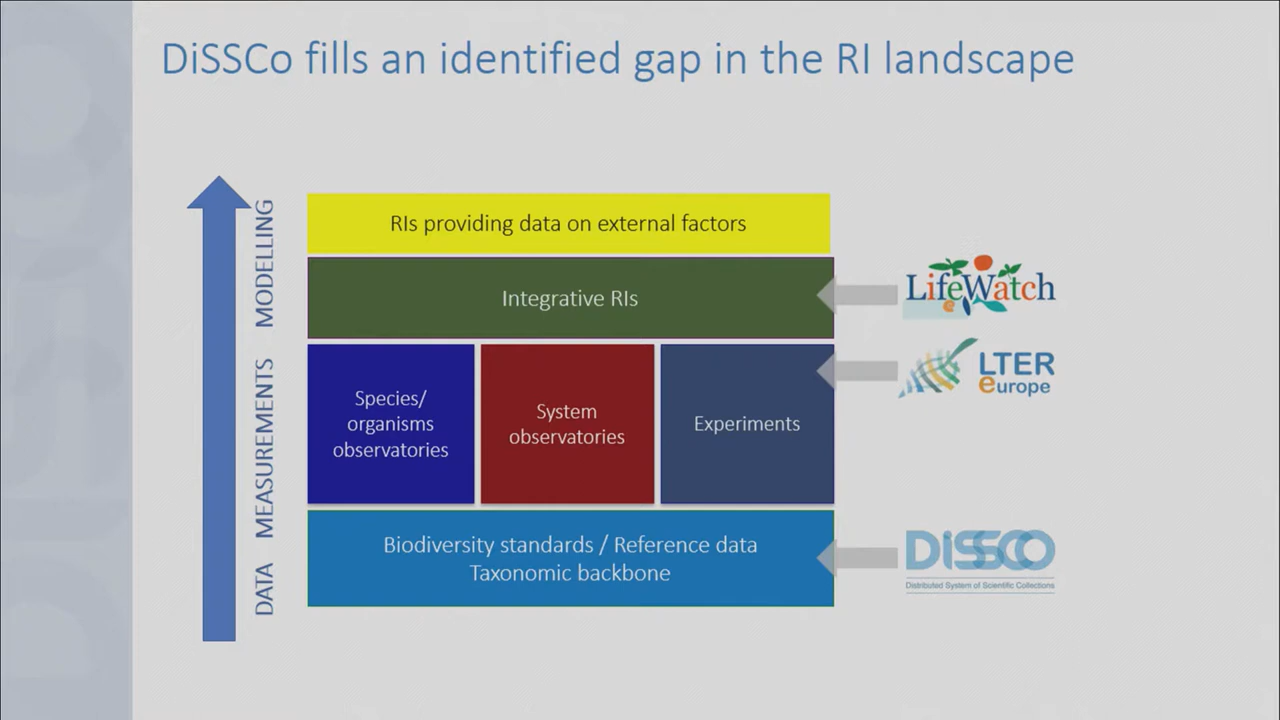 DiSSCo fills an identified gap in the RI landscape
MODELLING
MEASUREMENTS
DATA
RIs providing data on external factors
Integrative RIs
Species/
organisms
observatories
System
observatories
Experiments
Biodiversity standards / Reference data
Taxonomic backbone
LifeWatch
e
LTER
europe
DISSCO
Distributed System of Scientific Collections